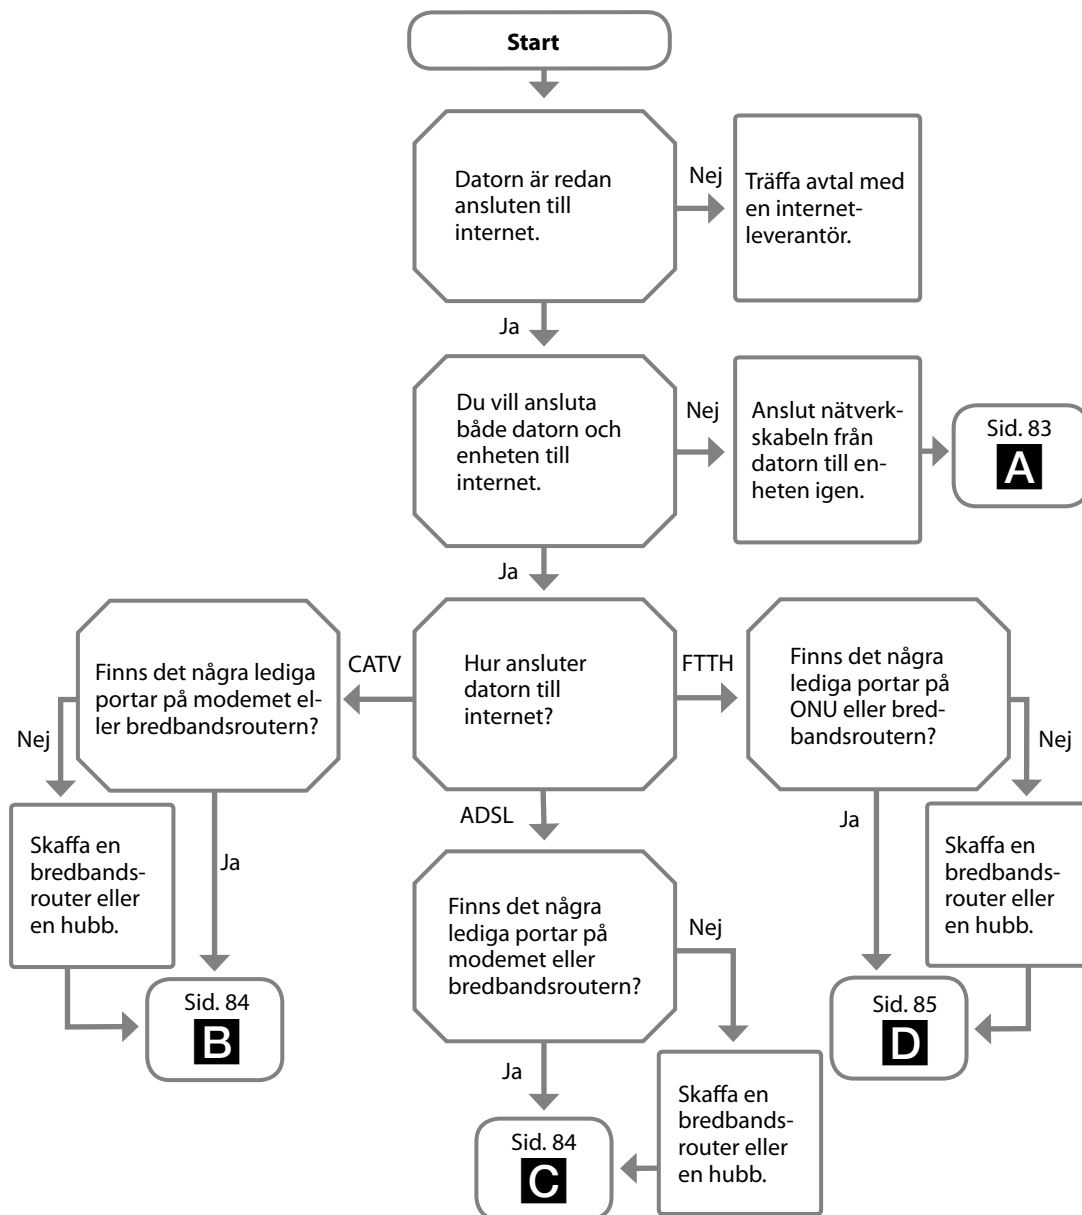 Start
Datorn är redan
ansluten till
internet.
Nej
Träffa avtal med
en internet-
leverantör.
Ja
Du vill ansluta
både datorn och
enheten till
internet.
Nej
Anslut nätverk-
skabeln från
datorn till en-
heten igen.
Sid. 83
A
Ja
Finns det några lediga
portar på modemet el-
ler bredbandsroutern?
CATV
Hur ansluter
datorn till
internet?
FTTH
Finns det några
lediga portar på
ONU eller bred-
bandsroutern?
Nej
Nej
Skaffa en
bredbands-
router eller
en hubb.
Ja
ADSL
Ja
Skaffa en
bredbands-
router eller
en hubb.
Finns det några
lediga portar på
modemet eller
bredbandsroutern?
Nej
Sid. 84
B
Sid. 85
D
Ja
Skaffa en
bredbands-
router eller
en hubb.
Sid. 84
C